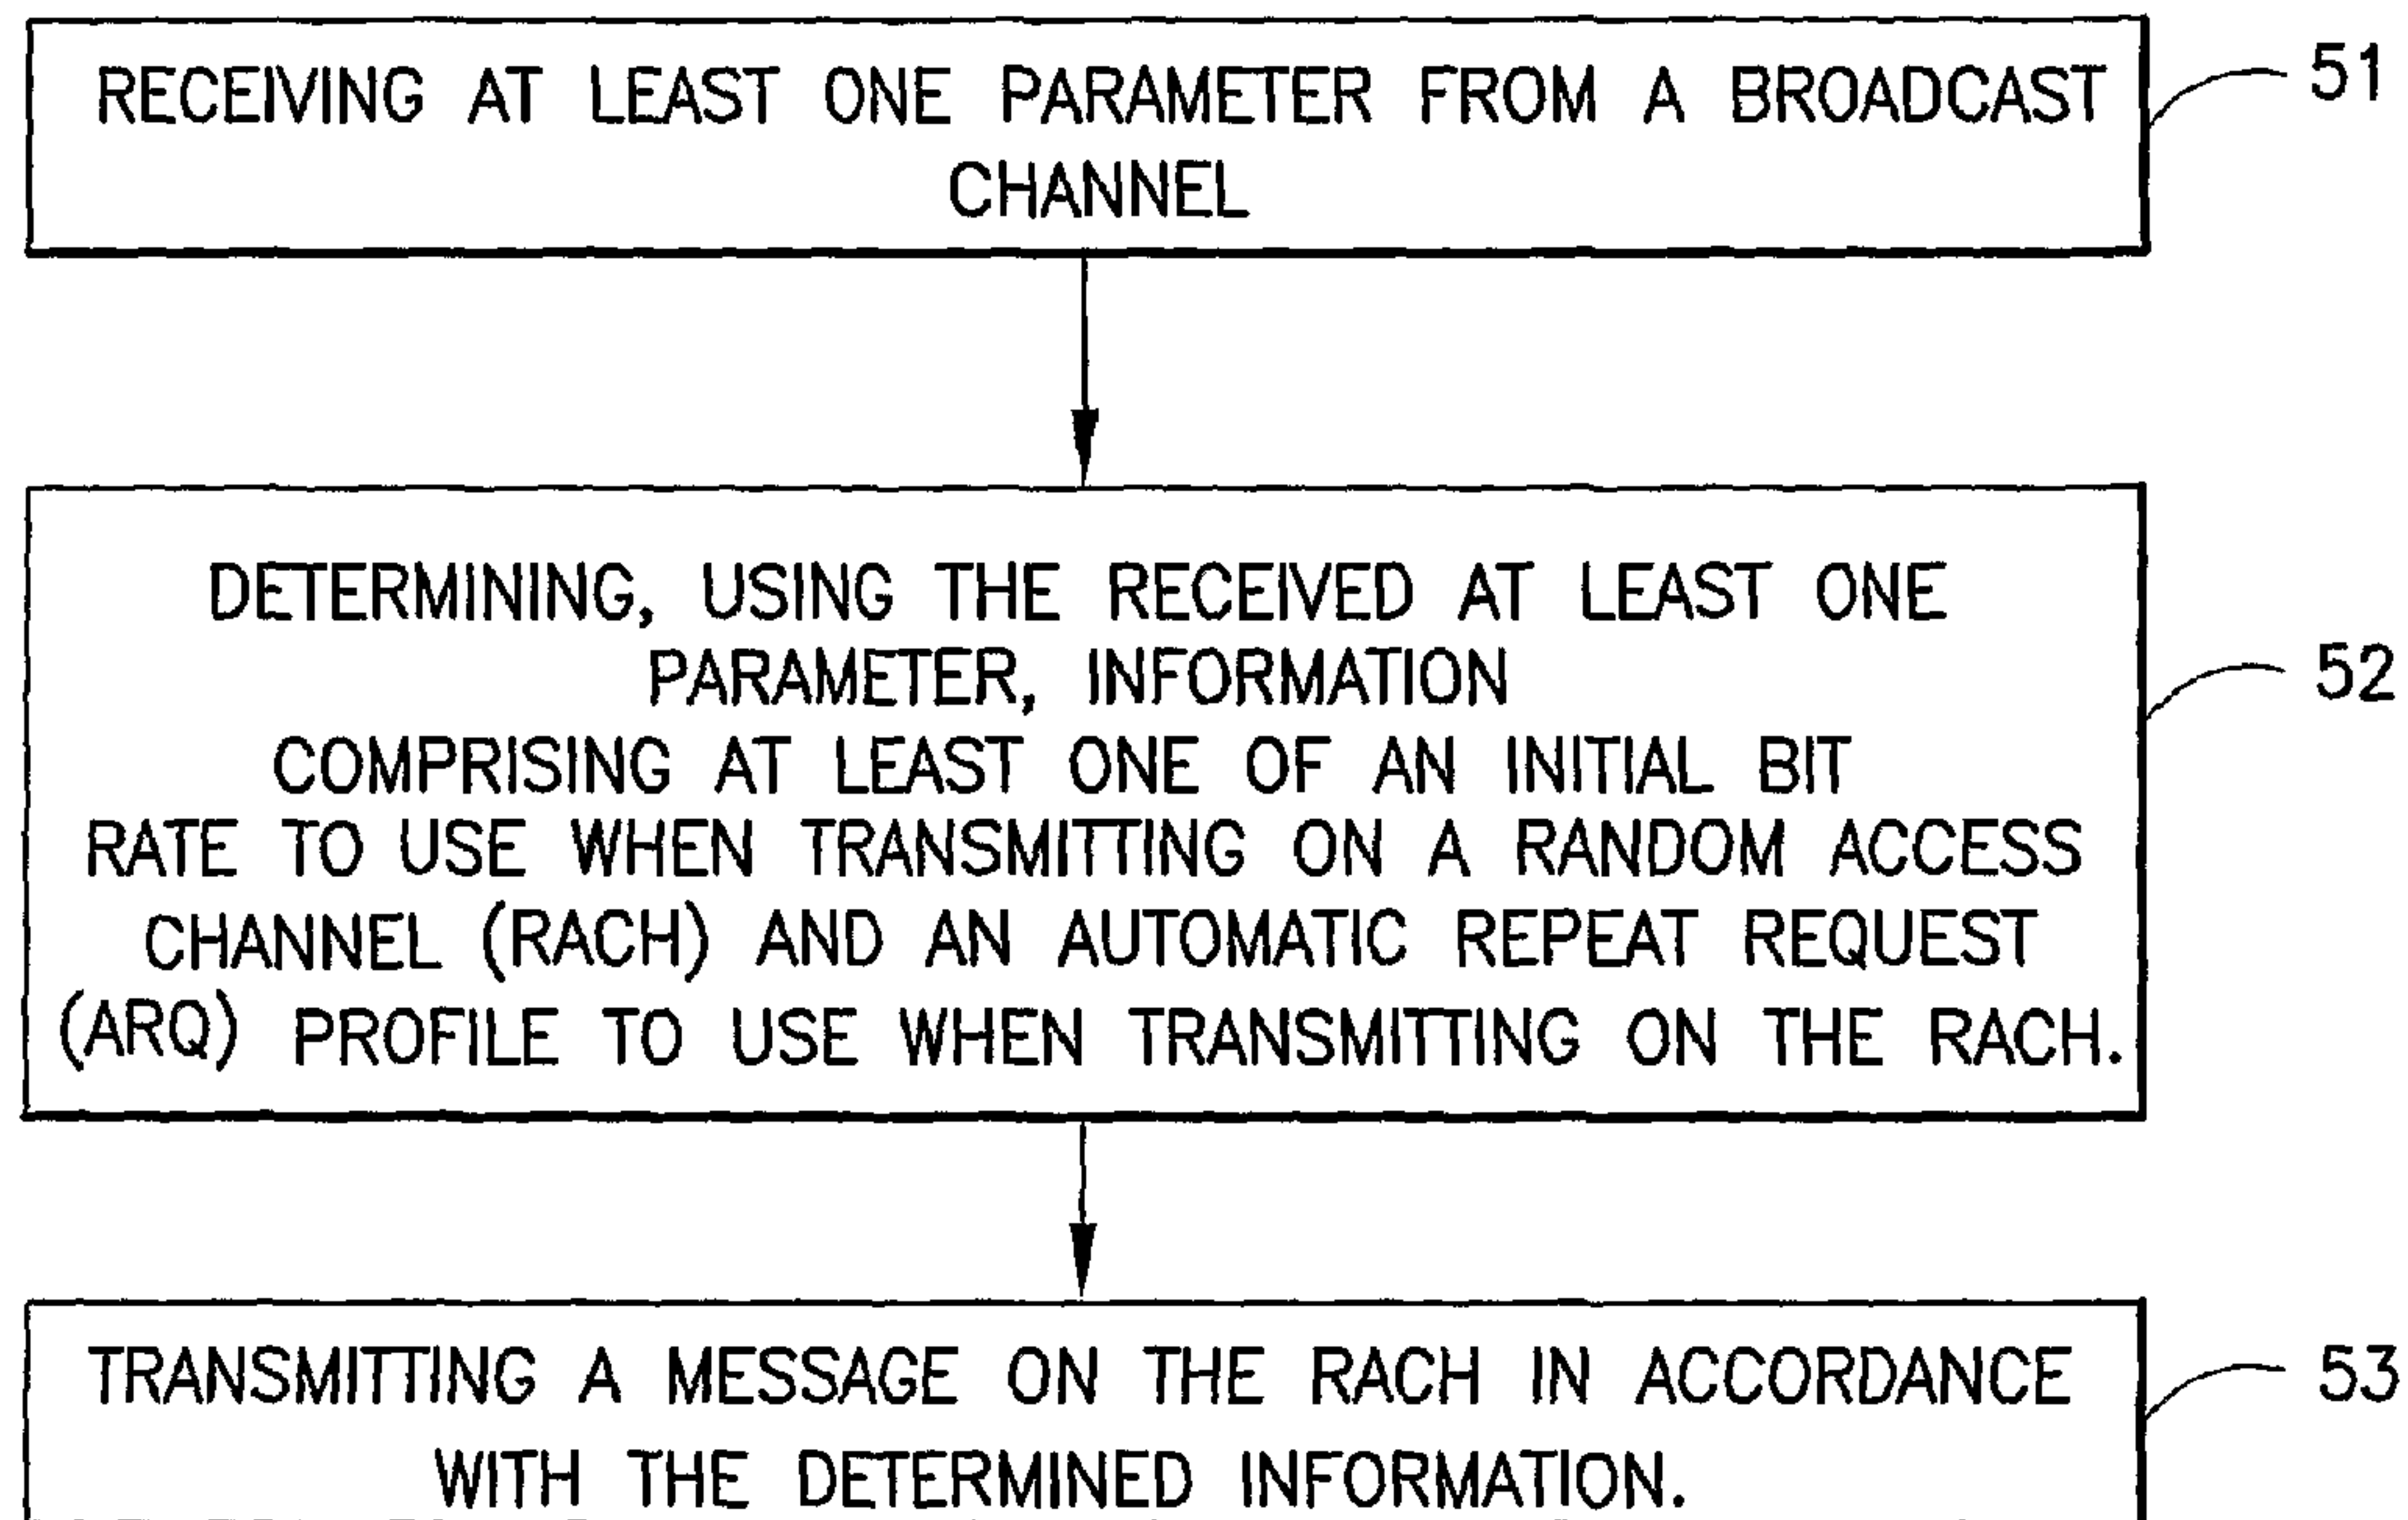 RECEIVING AT LEAST ONE PARAMETER FROM A BROADCAST
CHANNEL
51
DETERMINING, USING THE RECEIVED AT LEAST ONE
PARAMETER, INFORMATION
COMPRISING AT LEAST ONE OF AN INITIAL BIT
RATE TO USE WHEN TRANSMITTING ON A RANDOM ACCESS
CHANNEL (RACH) AND AN AUTOMATIC REPEAT REQUEST
(ARQ) PROFILE TO USE WHEN TRANSMITTING ON THE RACH.
52
TRANSMITTING A MESSAGE ON THE RACH IN ACCORDANCE
WITH THE DETERMINED INFORMATION.
53